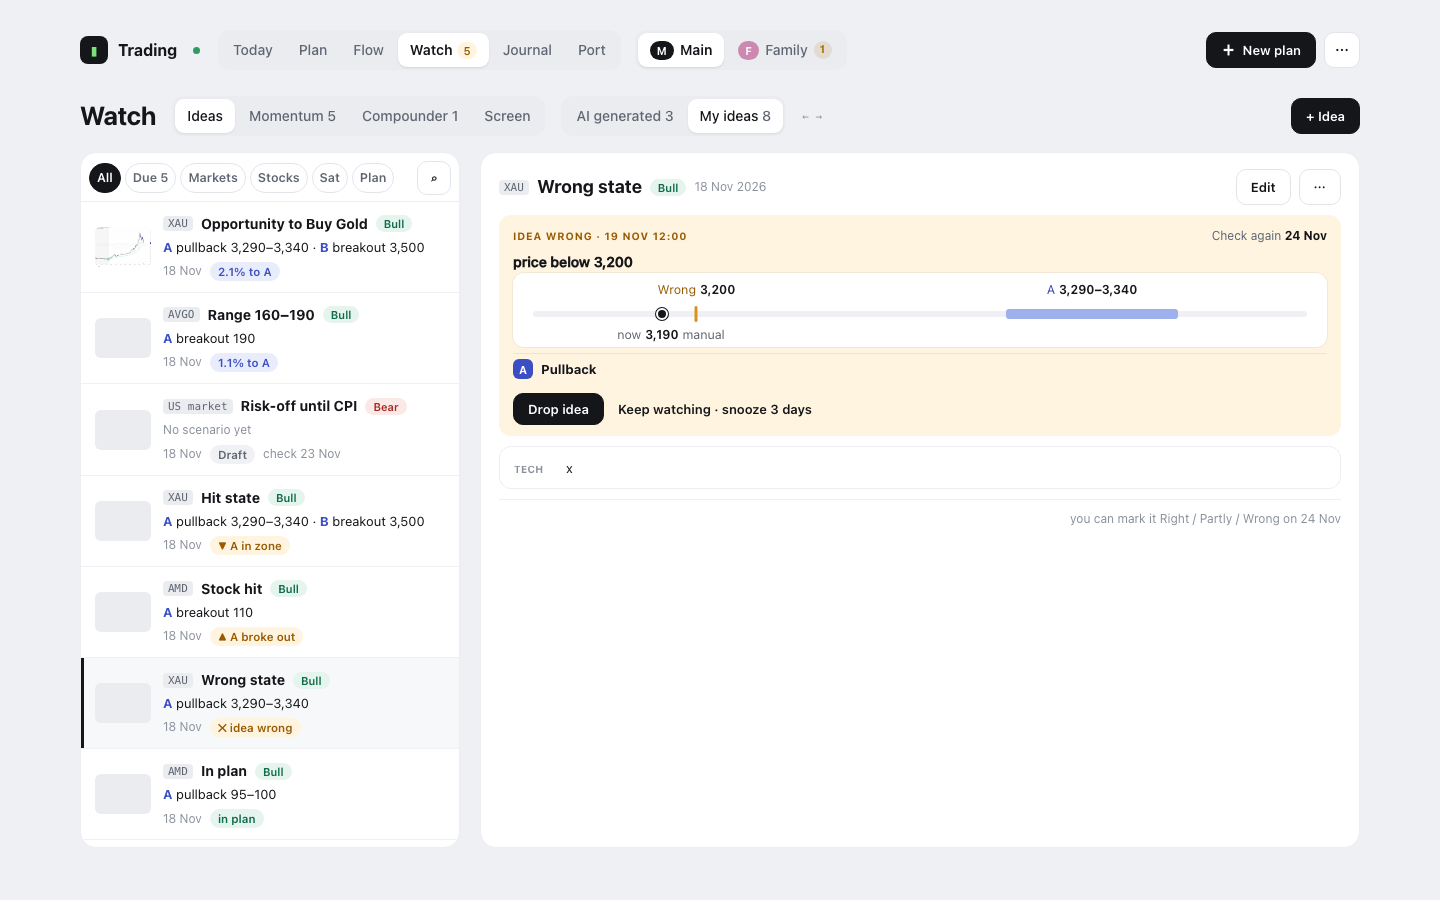 Trading
Today Plan Flow Watch 5 Journal Port
M Main F Family 1
+ New plan ···
Watch
Ideas Momentum 5 Compounder 1 Screen
AI generated 3 My ideas 8 ← →
+ Idea
All Due 5 Markets Stocks Sat Plan
XAU Opportunity to Buy Gold Bull
A pullback 3,290–3,340 · B breakout 3,500
18 Nov 2.1% to A
AVGO Range 160–190 Bull
A breakout 190
18 Nov 1.1% to A
US market Risk-off until CPI Bear
No scenario yet
18 Nov Draft check 23 Nov
XAU Hit state Bull
A pullback 3,290–3,340 · B breakout 3,500
18 Nov ▼ A in zone
AMD Stock hit Bull
A breakout 110
18 Nov ▲ A broke out
XAU Wrong state Bull
A pullback 3,290–3,340
18 Nov ✕ idea wrong
AMD In plan Bull
A pullback 95–100
18 Nov in plan
XAU Wrong state Bull 18 Nov 2026
Edit ···
IDEA WRONG · 19 NOV 12:00
Check again 24 Nov
price below 3,200
Wrong 3,200
A 3,290–3,340
now 3,190 manual
A Pullback
Drop idea Keep watching · snooze 3 days
TECH x
you can mark it Right / Partly / Wrong on 24 Nov